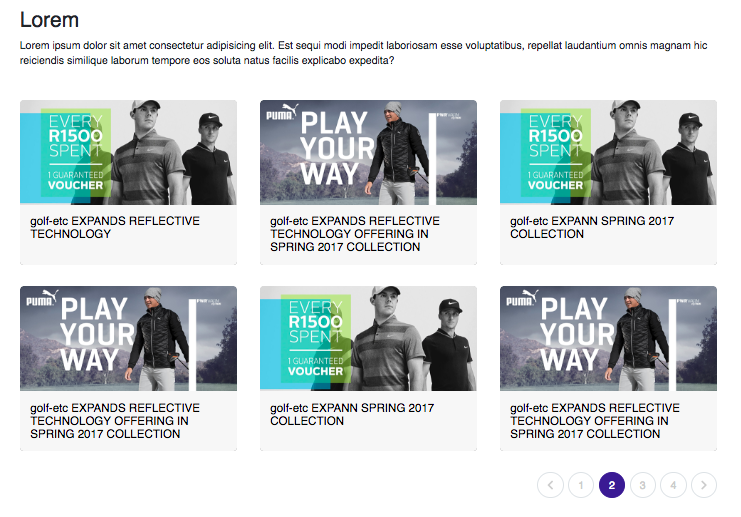 Lorem
Lorem ipsum dolor sit amet consectetur adipisicing elit. Est sequi modi impedit laboriosam esse voluptatibus, repellat laudantium omnis magnam hic
reiciendis similique laborum tempore eos soluta natus facilis explicabo expedita?
EVERY
R1500
SPENT
1 GUARANTEED
VOUCHER
golf-etc EXPANDS REFLECTIVE
TECHNOLOGY
PUMA
PLAY
YOUR
WAY
golf-etc EXPANDS REFLECTIVE
TECHNOLOGY OFFERING IN
SPRING 2017 COLLECTION
EVERY
R1500
SPENT
1 GUARANTEED
VOUCHER
golf-etc EXPANN SPRING 2017
COLLECTION
PUMA
PLAY
YOUR
WAY
golf-etc EXPANDS REFLECTIVE
TECHNOLOGY OFFERING IN
SPRING 2017 COLLECTION
EVERY
R1500
SPENT
1 GUARANTEED
VOUCHER
golf-etc EXPANN SPRING 2017
COLLECTION
PUMA
PLAY
YOUR
WAY
golf-etc EXPANDS REFLECTIVE
TECHNOLOGY OFFERING IN
SPRING 2017 COLLECTION
1 2 3 4